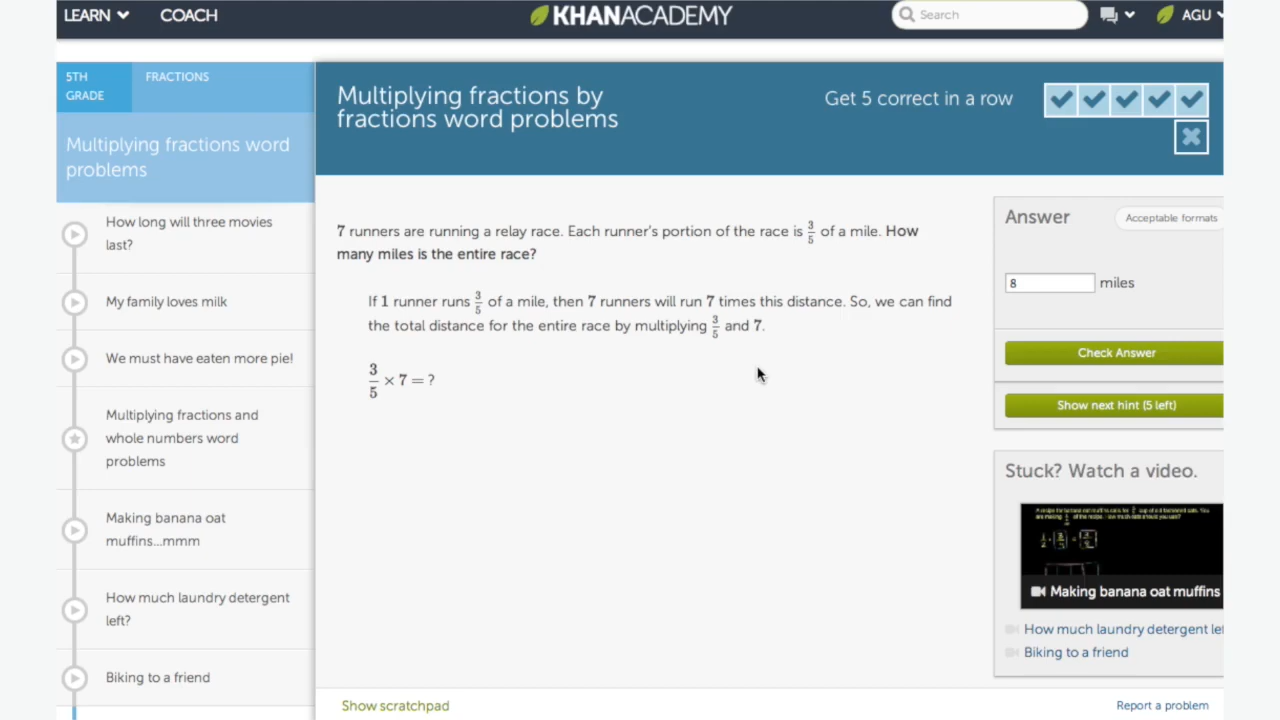 LEARN COACH KHANACADEMY Search AGU
5TH GRADE FRACTIONS
Multiplying fractions word problems
How long will three movies last?
My family loves milk
We must have eaten more pie!
Multiplying fractions and whole numbers word problems
Making banana oat muffins...mmm
How much laundry detergent left?
Biking to a friend
Multiplying fractions by
fractions word problems
Get 5 correct in a row
7 runners are running a relay race. Each runner's portion of the race is 3/5 of a mile. How
many miles is the entire race?
If 1 runner runs 3/5 of a mile, then 7 runners will run 7 times this distance. So, we can find
the total distance for the entire race by multiplying 3/5 and 7.
3/5 × 7 = ?
Answer Acceptable formats
8 miles
Check Answer
Show next hint (5 left)
Stuck? Watch a video.
Making banana oat muffins
How much laundry detergent lef
Biking to a friend
Show scratchpad
Report a problem